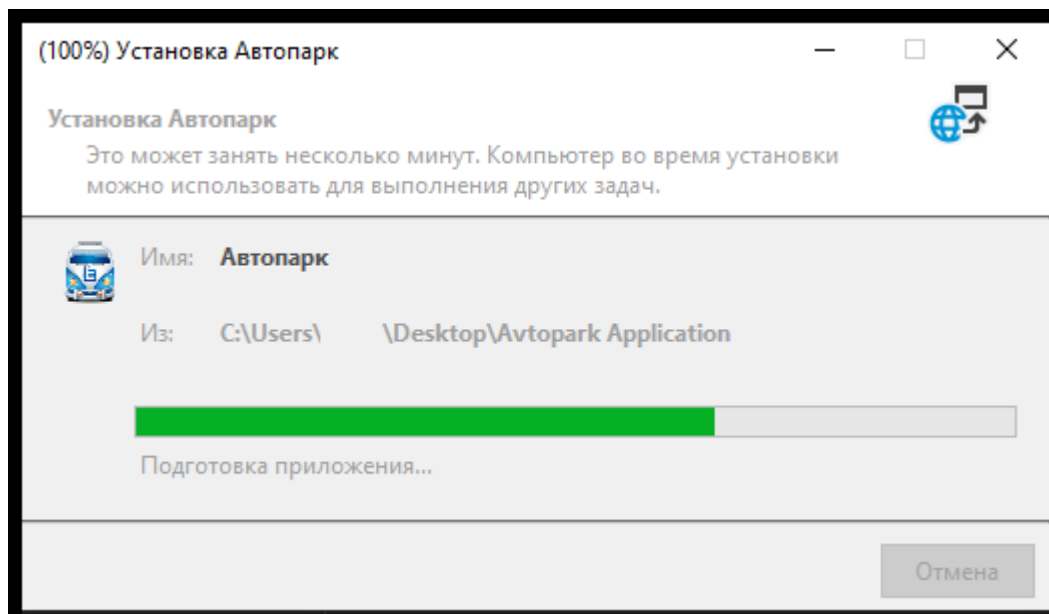 (100%) Установка Автопарк
Установка Автопарк
Это может занять несколько минут. Компьютер во время установки
можно использовать для выполнения других задач.
Имя: Автопарк
Из: C:\Users\ \Desktop\Avtopark Application
Подготовка приложения...
Отмена